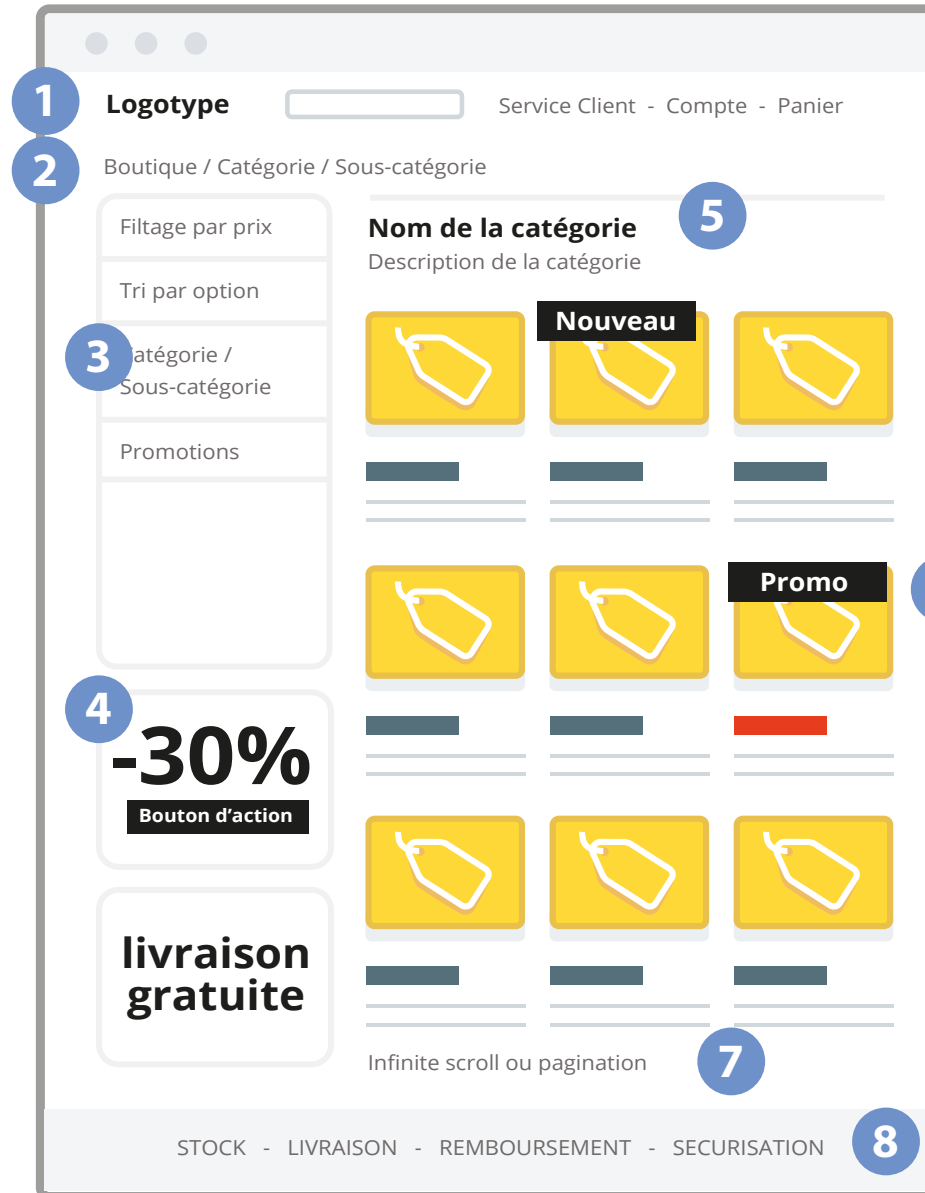 1 Logotype Service Client - Compte - Panier
2 Boutique / Catégorie / Sous-catégorie
Filtage par prix
Tri par option
3 atégorie /
Sous-catégorie
Promotions
4
-30%
Bouton d'action
livraison
gratuite
5
Nom de la catégorie
Description de la catégorie
Nouveau
Promo
Infinite scroll ou pagination 7
STOCK - LIVRAISON - REMBOURSEMENT - SECURISATION 8